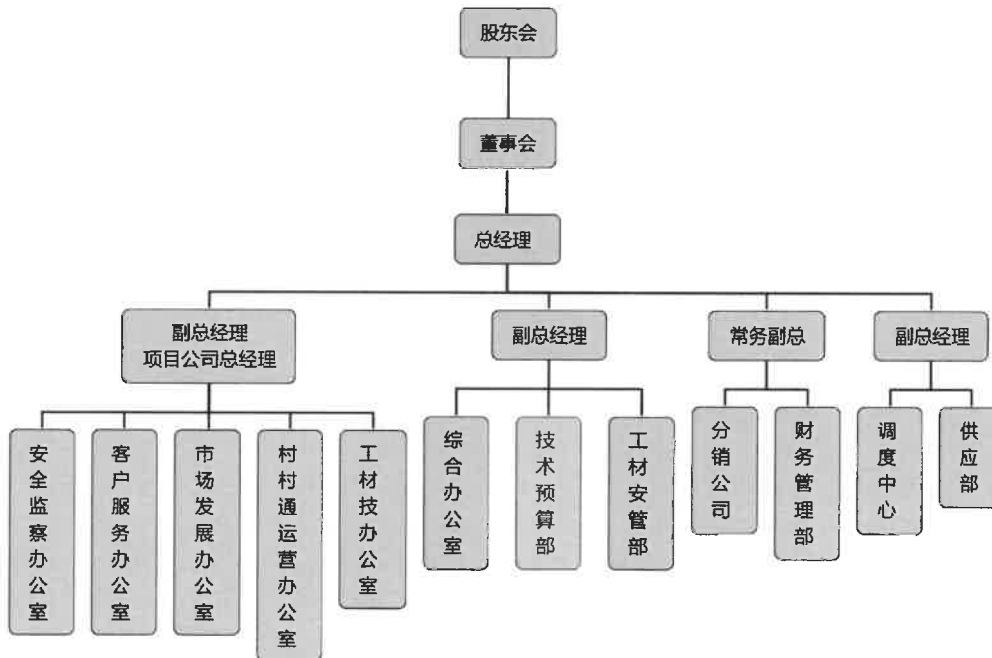 股东会
董事会
总经理
副总经理
项目公司总经理
副总经理
常务副总
副总经理
安全监察办公室
客户服务办公室
市场发展办公室
村村通运营办公室
工材技办公室
综合办公室
技术预算部
工材安管部
分销公司
财务管理部
调度中心
供应部